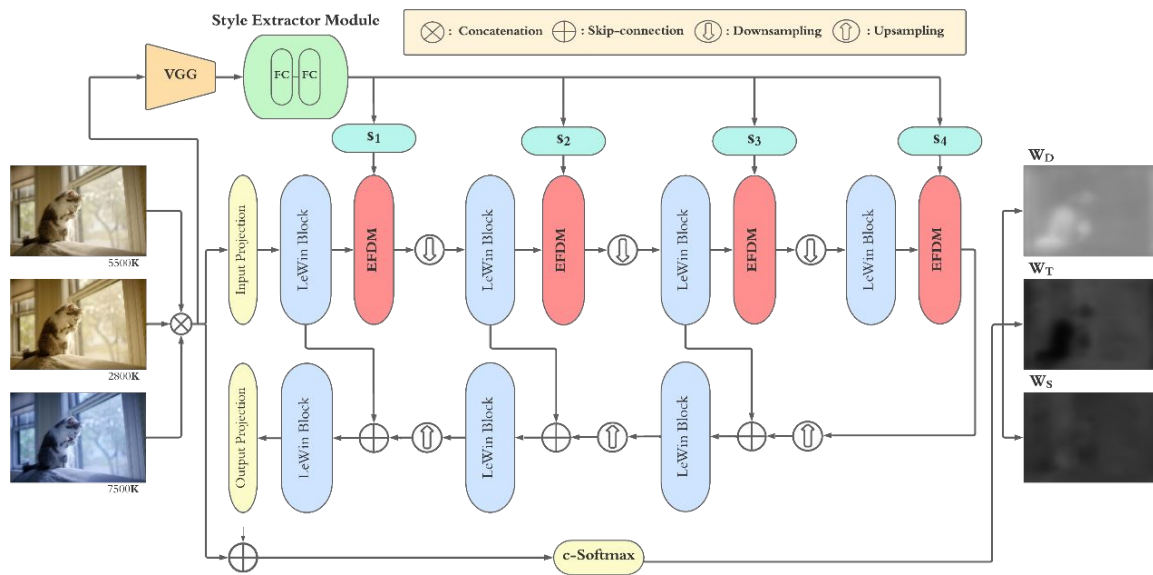 Style Extractor Module
: Concatenation
: Skip-connection
: Downsampling
: Upsampling
VGG
FC
FC
s1
s2
s3
s4
5500K
2800K
7500K
Input Projection
LeWin Block
EFDM
LeWin Block
EFDM
LeWin Block
EFDM
LeWin Block
EFDM
Output Projection
LeWin Block
LeWin Block
LeWin Block
c-Softmax
WD
WT
WS